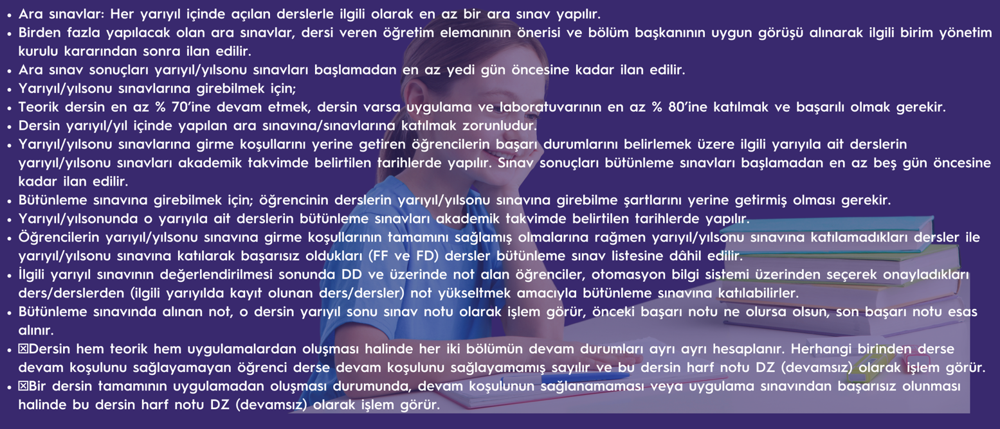 • Ara sınavlar: Her yarıyıl içinde açılan derslerle ilgili olarak en az bir ara sınav yapılır.
• Birden fazla yapılacak olan ara sınavlar, dersi veren öğretim elemanının önerisi ve bölüm başkanının uygun görüşü alınarak ilgili birim yönetim
kurulu kararından sonra ilan edilir.
• Ara sınav sonuçları yarıyıl/yılsonu sınavları başlamadan en az yedi gün öncesine kadar ilan edilir.
• Yarıyıl/yılsonu sınavlarına girebilmek için;
• Teorik dersin en az % 70’ine devam etmek, dersin varsa uygulama ve laboratuvarının en az % 80’ine katılmak ve başarılı olmak gerekir.
• Dersin yarıyıl/yıl içinde yapılan ara sınavına/sınavlarına katılmak zorunludur.
• Yarıyıl/yılsonu sınavlarına girme koşullarını yerine getiren öğrencilerin başarı durumlarını belirlemek üzere ilgili yarıyıla ait derslerin
yarıyıl/yılsonu sınavları akademik takvimde belirtilen tarihlerde yapılır. Sınav sonuçları bütünleme sınavları başlamadan en az beş gün öncesine
kadar ilan edilir.
• Bütünleme sınavına girebilmek için; öğrencinin derslerin yarıyıl/yılsonu sınavına girebilme şartlarını yerine getirmiş olması gerekir.
• Yarıyıl/yılsonunda o yarıyıla ait derslerin bütünleme sınavları akademik takvimde belirtilen tarihlerde yapılır.
• Öğrencilerin yarıyıl/yılsonu sınavına girme koşullarının tamamını sağlamış olmalarına rağmen yarıyıl/yılsonu sınavına katılamadıkları dersler ile
yarıyıl/yılsonu sınavına katılarak başarısız oldukları (FF ve FD) dersler bütünleme sınav listesine dâhil edilir.
• İlgili yarıyıl sınavının değerlendirilmesi sonunda DD ve üzerinde not alan öğrenciler, otomasyon bilgi sistemi üzerinden seçerek onayladıkları
ders/derslerden (ilgili yarıyılda kayıt olunan ders/dersler) not yükseltmek amacıyla bütünleme sınavına katılabilirler.
• Bütünleme sınavında alınan not, o dersin yarıyıl sonu sınav notu olarak işlem görür, önceki başarı notu ne olursa olsun, son başarı notu esas
alınır.
• ☒Dersin hem teorik hem uygulamalardan oluşması halinde her iki bölümün devam durumları ayrı ayrı hesaplanır. Herhangi birinden derse
devam koşulunu sağlayamayan öğrenci derse devam koşulunu sağlayamamış sayılır ve bu dersin harf notu DZ (devamsız) olarak işlem görür.
• ☒Bir dersin tamamının uygulamadan oluşması durumunda, devam koşulunun sağlanamaması veya uygulama sınavından başarısız olunması
halinde bu dersin harf notu DZ (devamsız) olarak işlem görür.